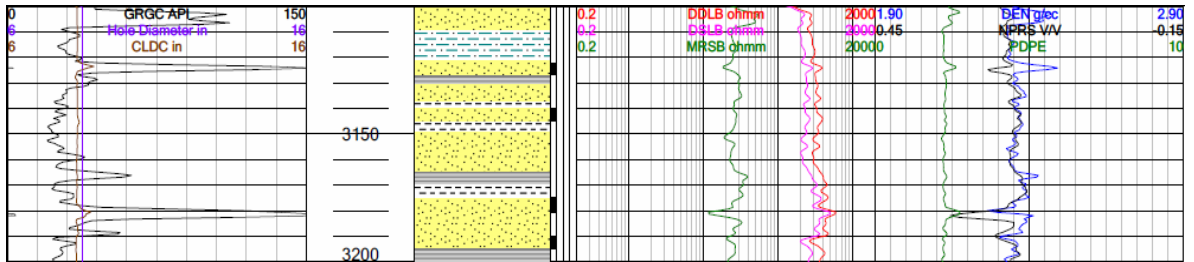 0 GRGC API 150
6 Hole Diameter in 16
6 CLDC in 16
3150
3200
0.2 DDLB ohmm 2000
0.2 DSLB ohmm 2000
0.2 MRSB ohmm 2000
1.90 DEN g/cc 2.90
0.45 NPRS V/V -0.15
0 PDPE 10